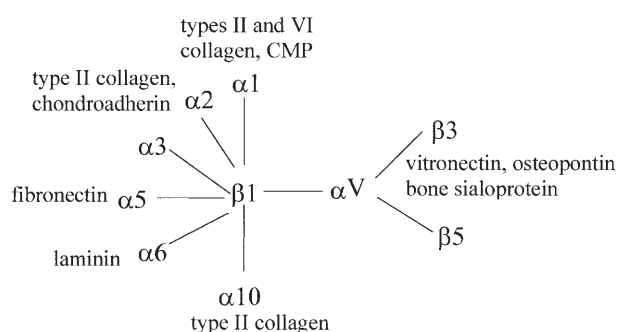 types II and VI
collagen, CMP
α1
type II collagen,
chondroadherin α2
α3
fibronectin α5
laminin α6
β1
α10
type II collagen
αV
β3
vitronectin, osteopontin
bone sialoprotein
β5